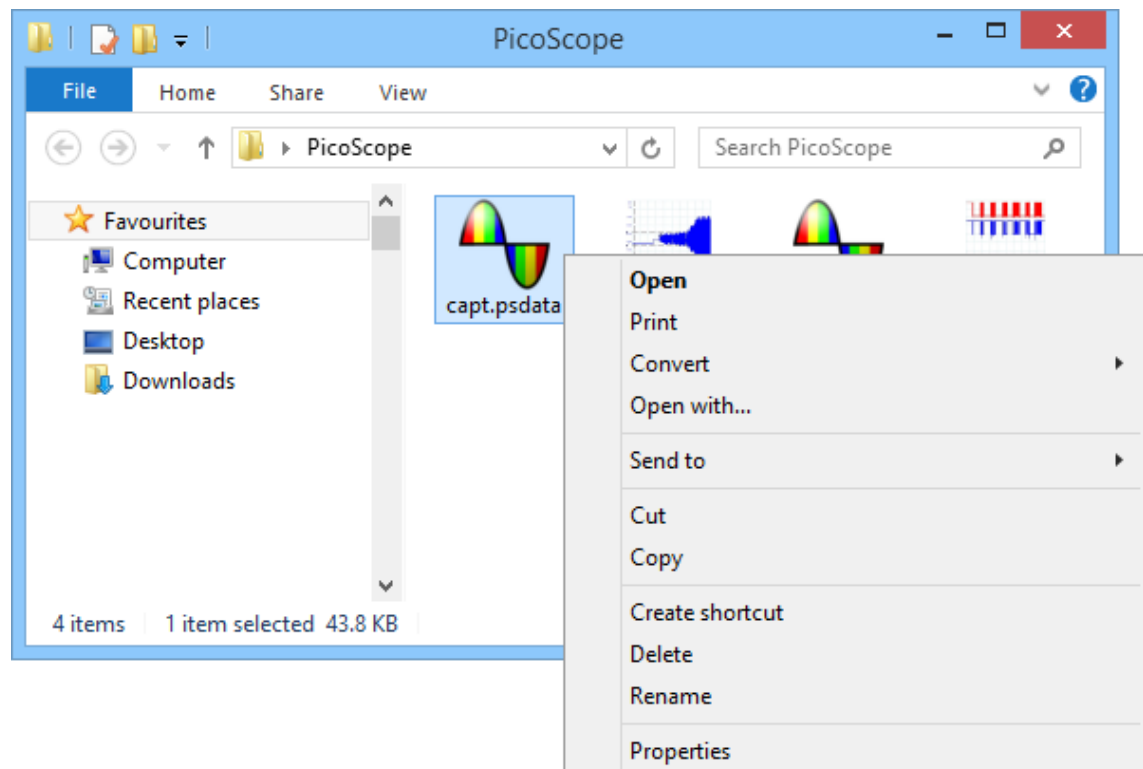 PicoScope
File Home Share View
PicoScope Search PicoScope
Favourites
Computer
Recent places
Desktop
Downloads
capt.psdata
Open
Print
Convert
Open with...
Send to
Cut
Copy
Create shortcut
Delete
Rename
Properties
4 items 1 item selected 43.8 KB